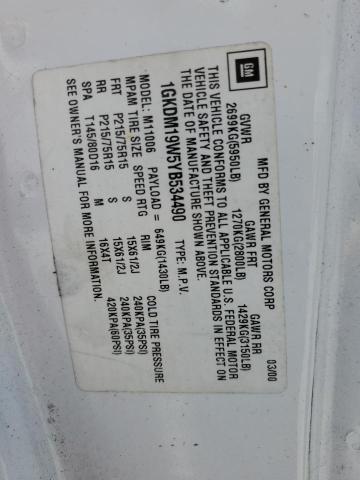 GM
MFD BY GENERAL MOTORS CORP 03/00
GVWR GAWR FRT GAWR RR
2699KG(5950LB) 1270KG(2800LB) 1429KG(3150LB)
THIS VEHICLE CONFORMS TO ALL APPLICABLE U.S. FEDERAL MOTOR
VEHICLE SAFETY AND THEFT PREVENTION STANDARDS IN EFFECT ON
THE DATE OF MANUFACTURE SHOWN ABOVE.
1GKDM19W5YB534490 TYPE: M.P.V.
M11006 PAYLOAD = 649KG(1430LB)
MPAM TIRE SIZE SPEED RTG RIM COLD TIRE PRESSURE
FRT P215/75R15 S 15X61/2J 240KPA(35PSI)
RR P215/75R15 S 15X61/2J 240KPA(35PSI)
SPA T145/80D16 M 16X4T 420KPA(60PSI)
SEE OWNER'S MANUAL FOR MORE INFORMATION.